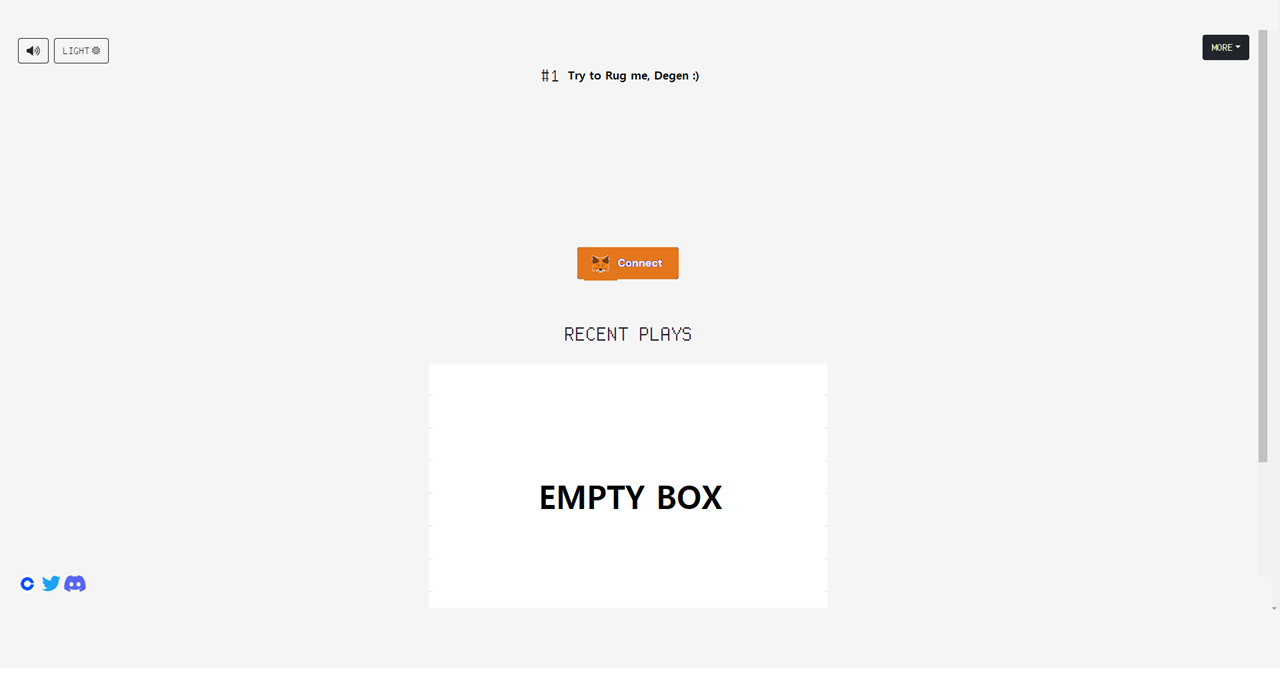 LIGHT
MORE
#1 Try to Rug me, Degen :)
Connect
RECENT PLAYS
EMPTY BOX